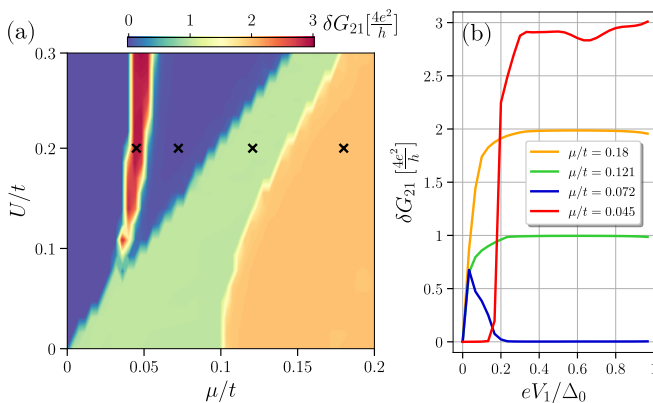 (a)
0 1 2 3
δG₂₁[4e²/h]
0.3
0.2
0.1
0
U/t
0 0.05 0.1 0.15 0.2
μ/t
(b)
3
2.5
2
1.5
1
0.5
0
δG₂₁ [4e²/h]
μ/t = 0.18
μ/t = 0.121
μ/t = 0.072
μ/t = 0.045
0 0.2 0.4 0.6 0.8
eV₁/Δ₀